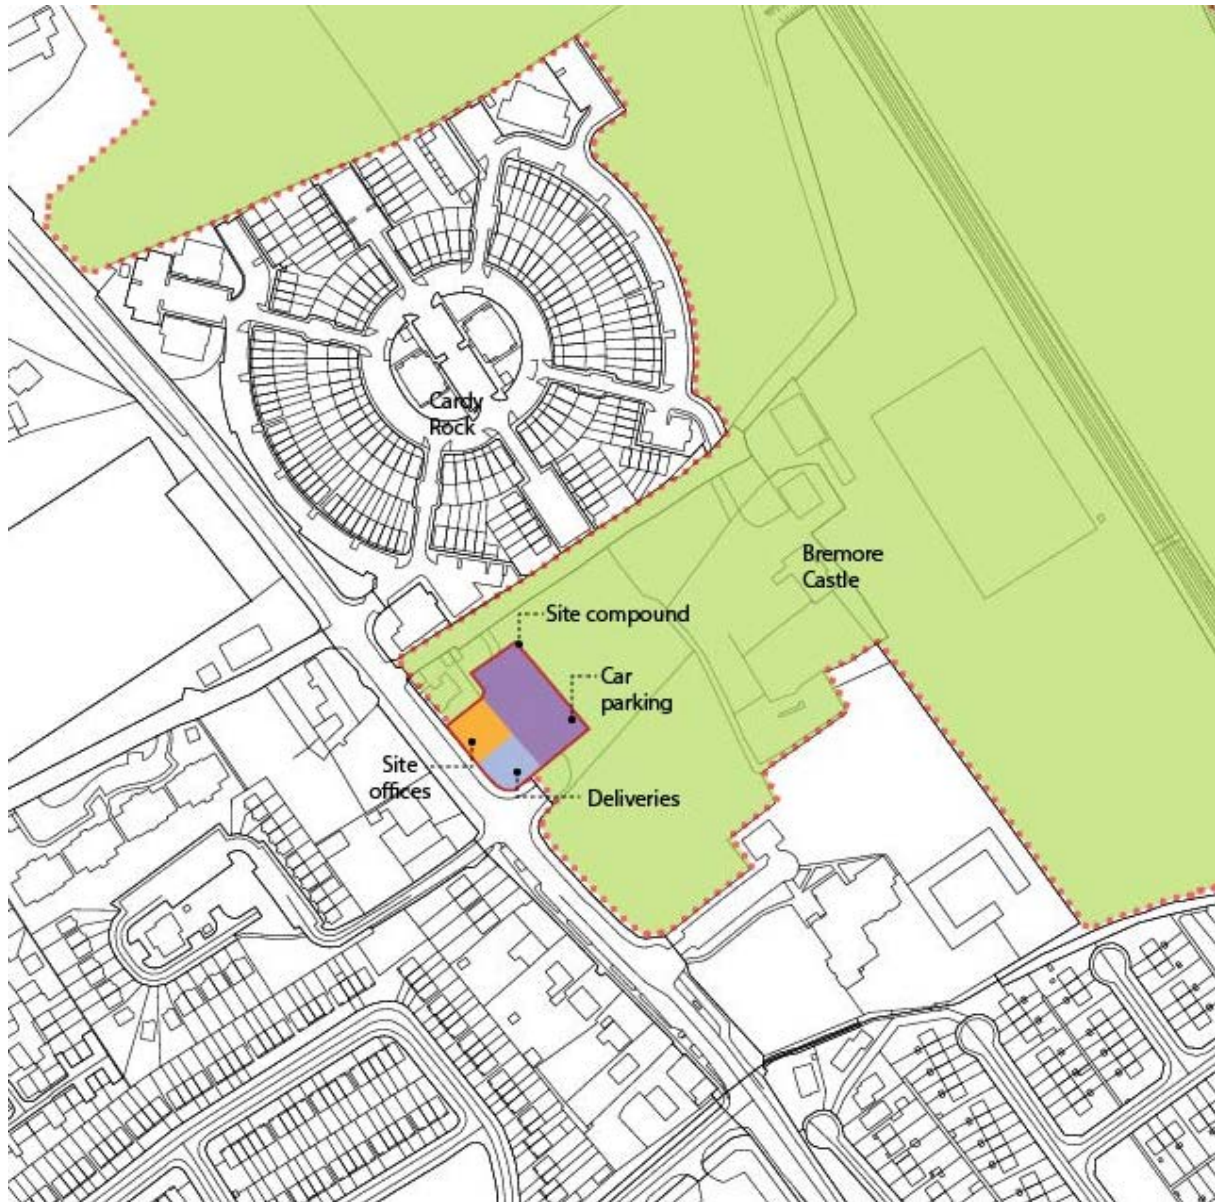 Cardy
Rock
Bremore
Castle
Site compound
Car
parking
Site
offices
Deliveries